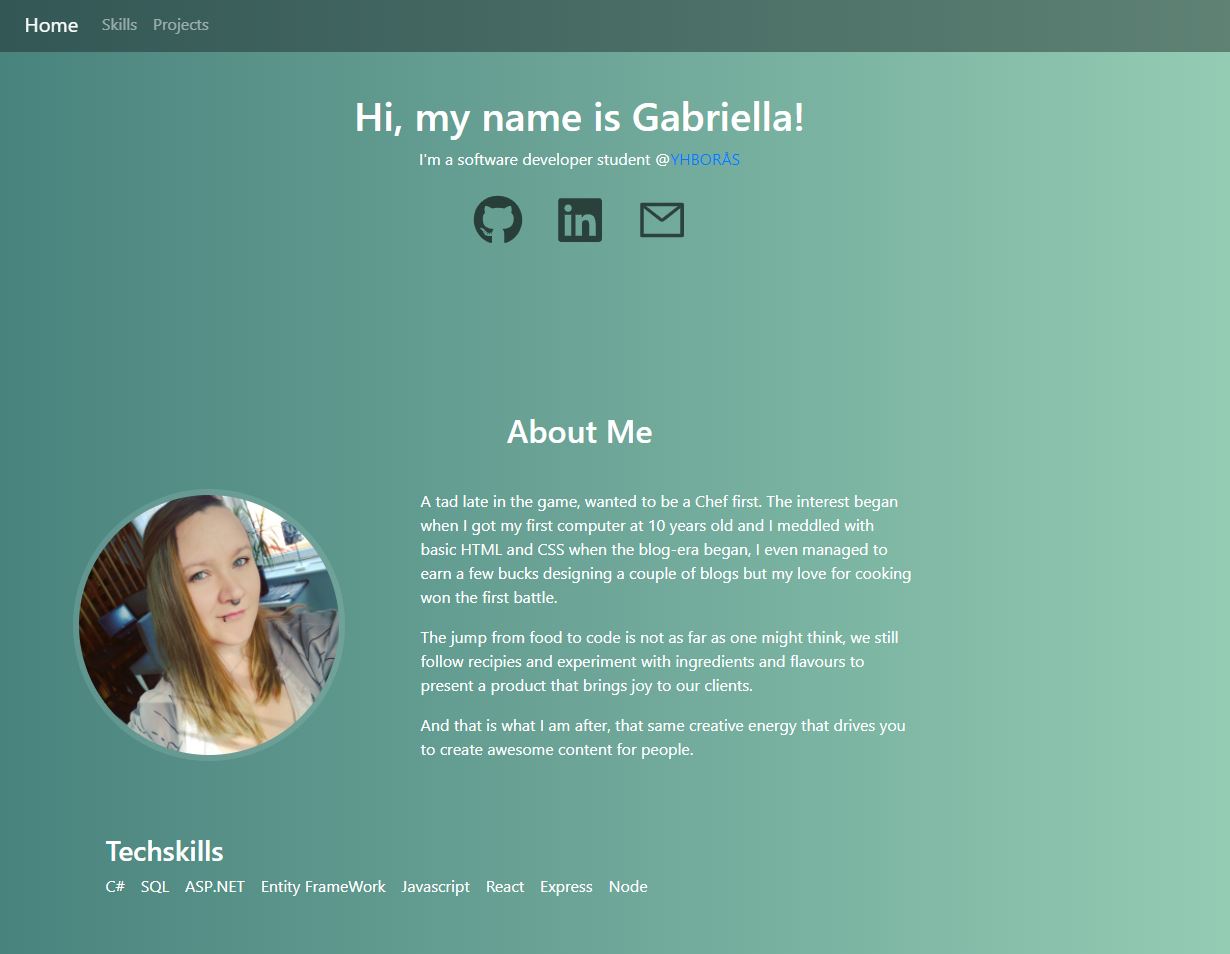 Home Skills Projects
Hi, my name is Gabriella!
I'm a software developer student @YHBORÅS
in
About Me
A tad late in the game, wanted to be a Chef first. The interest began
when I got my first computer at 10 years old and I meddled with
basic HTML and CSS when the blog-era began, I even managed to
earn a few bucks designing a couple of blogs but my love for cooking
won the first battle.
The jump from food to code is not as far as one might think, we still
follow recipies and experiment with ingredients and flavours to
present a product that brings joy to our clients.
And that is what I am after, that same creative energy that drives you
to create awesome content for people.
Techskills
C# SQL ASP.NET Entity FrameWork Javascript React Express Node